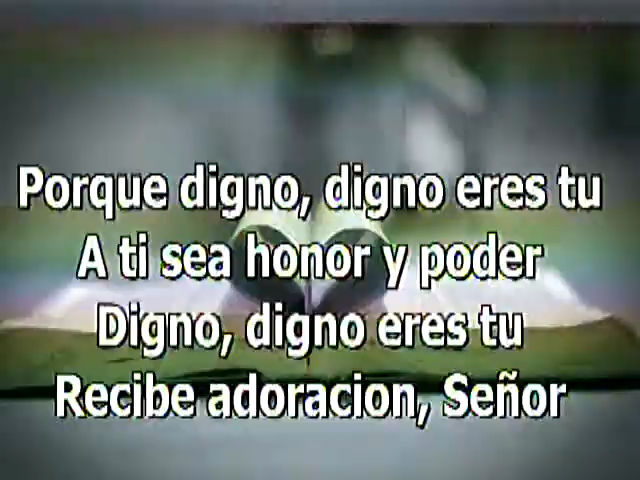 Porque digno, digno eres tu
A ti sea honor y poder
Digno, digno eres tu
Recibe adoracion, Señor